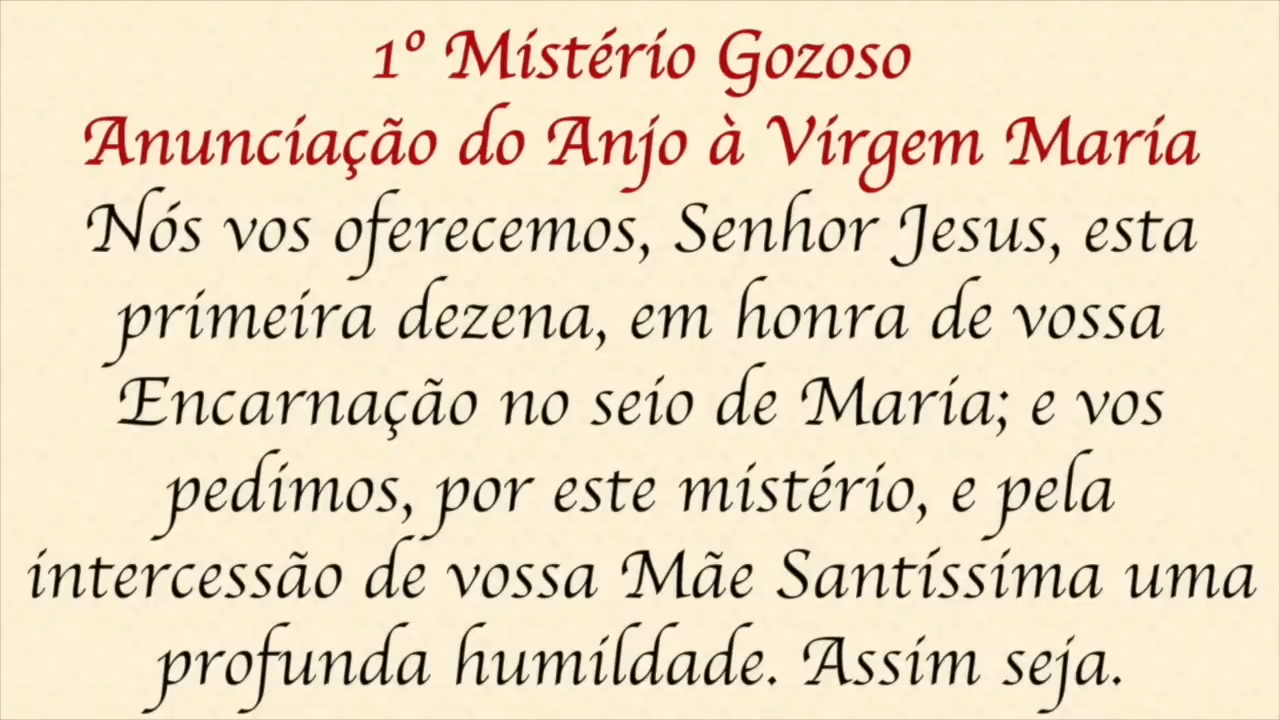 1º Mistério Gozoso
Anunciação do Anjo à Virgem Maria
Nós vos oferecemos, Senhor Jesus, esta
primeira dezena, em honra de vossa
Encarnação no seio de Maria; e vos
pedimos, por este mistério, e pela
intercessão de vossa Mãe Santíssima uma
profunda humildade. Assim seja.